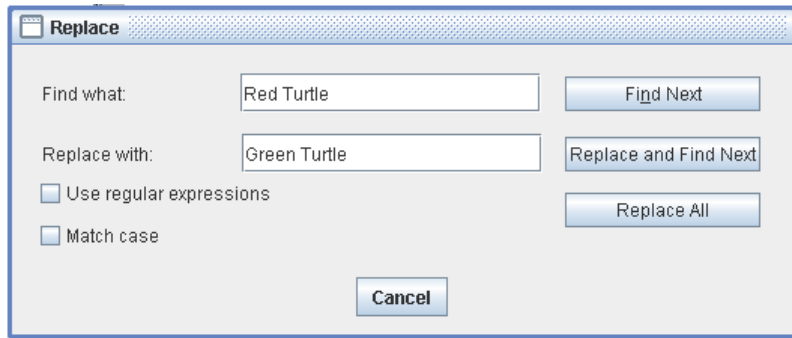 Replace
Find what: Red Turtle Find Next
Replace with: Green Turtle Replace and Find Next
Use regular expressions
Replace All
Match case
Cancel